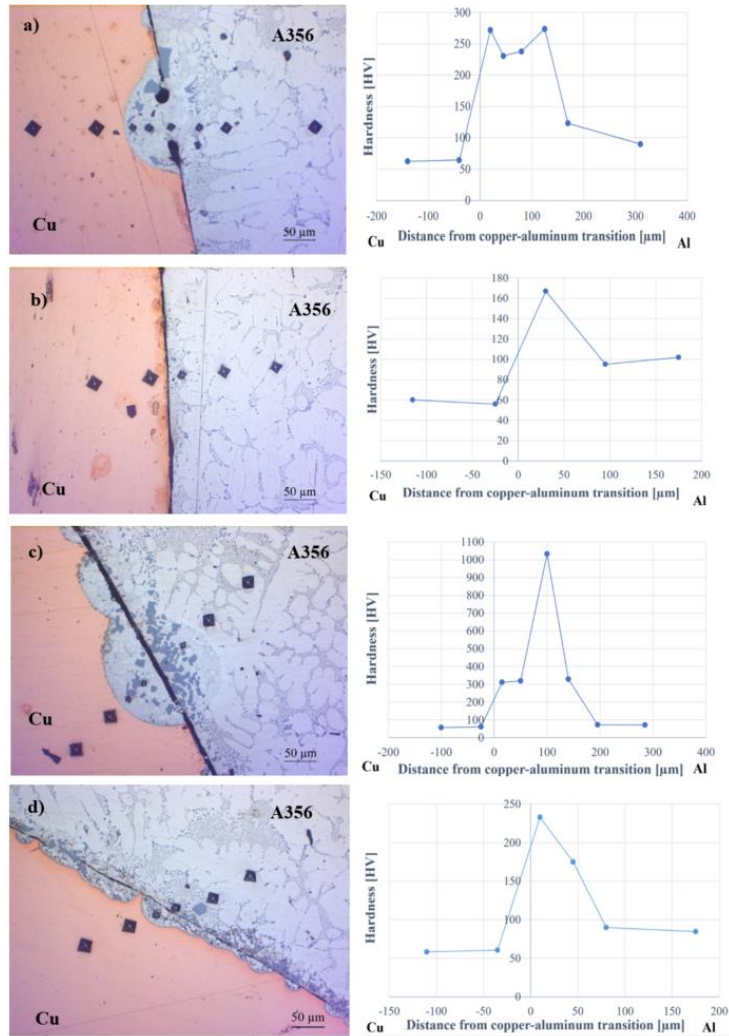 a)
A356
Cu
50 µm
Hardness [HV]
300
250
200
150
100
50
0
-200 -100 0 100 200 300 400
Cu Distance from copper-aluminum transition [µm] Al
b)
A356
Cu
50 µm
Hardness [HV]
180
160
140
120
100
80
60
40
20
0
-150 -100 -50 0 50 100 150 200
Cu Distance from copper-aluminum transition [µm] Al
c)
A356
Cu
50 µm
Hardness [HV]
1100
1000
900
800
700
600
500
400
300
200
100
0
-200 -100 0 100 200 300 400
Cu Distance from copper-aluminum transition [µm] Al
d)
A356
Cu
50 µm
Hardness [HV]
250
200
150
100
50
0
-150 -100 -50 0 50 100 150 200
Cu Distance from copper-aluminum transition [µm] Al